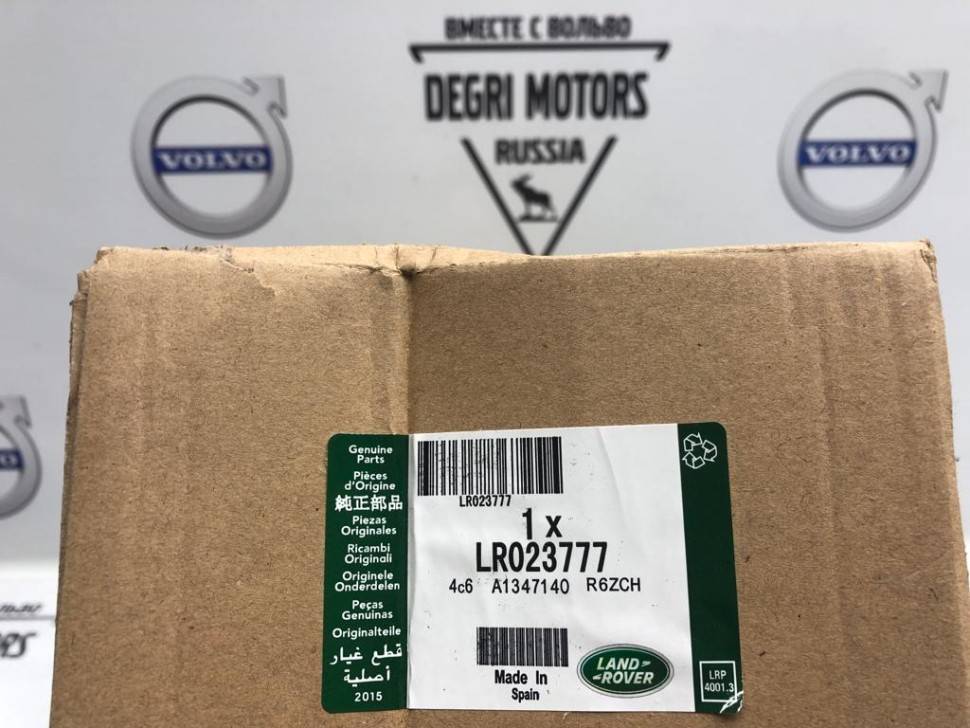 ВМЕСТЕ С ВОЛЬВО
DEGRI MOTORS
RUSSIA
VOLVO
VOLVO
Genuine
Parts
Pièces
d'Origine
純正部品
Piezas
Originales
Ricambi
Originali
Originele
Onderdelen
Peças
Genuinas
Originalteile
قطع غيار
أصلية
2015
LR023777
1 x
LR023777
4c6 A1347140 R6ZCH
Made In
Spain
LAND
ROVER
LRP
4001.3